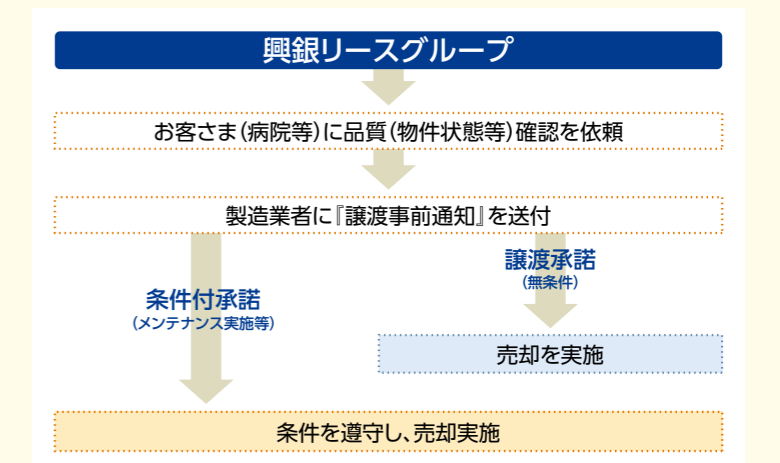 興銀リースグループ
お客さま(病院等)に品質(物件状態等)確認を依頼
製造業者に『譲渡事前通知』を送付
譲渡承諾
(無条件)
条件付承諾
(メンテナンス実施等)
売却を実施
条件を遵守し、売却実施